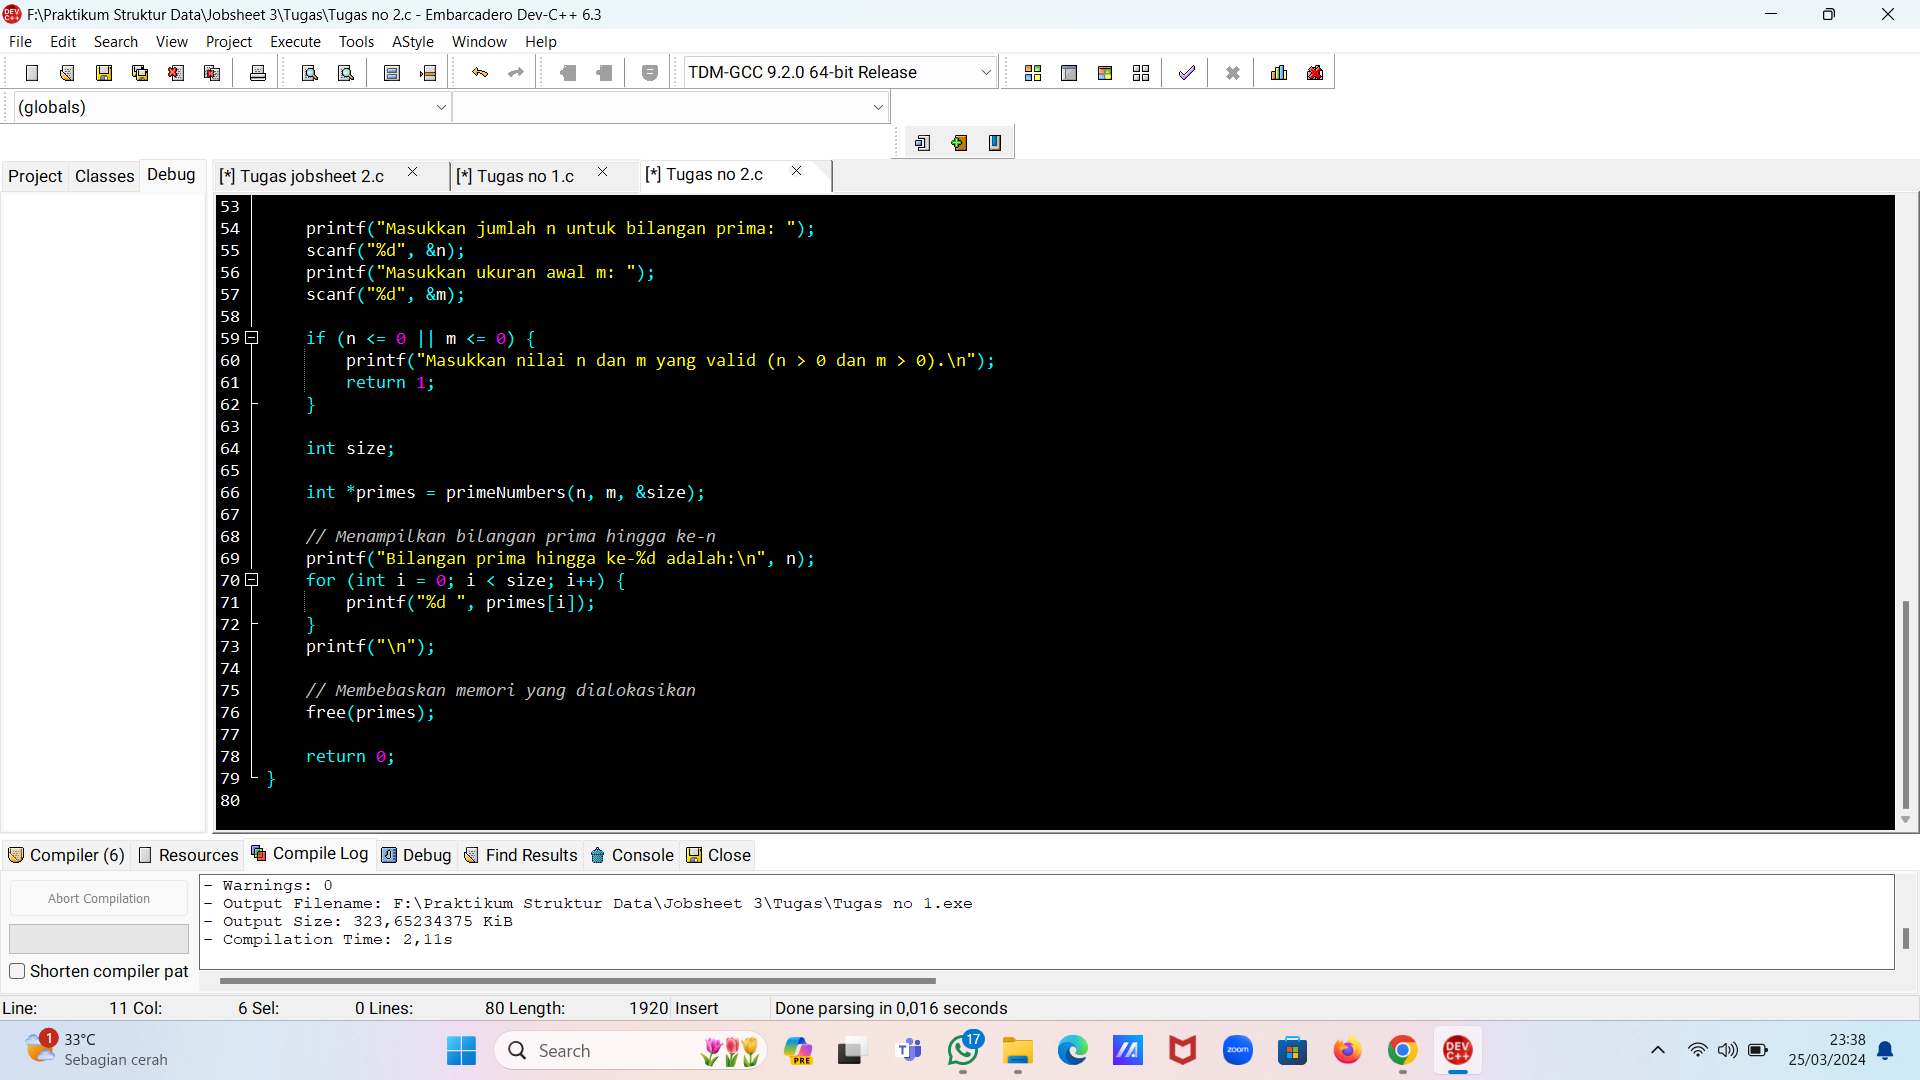 F:\Praktikum Struktur Data\Jobsheet 3\Tugas\Tugas no 2.c - Embarcadero Dev-C++ 6.3
File Edit Search View Project Execute Tools AStyle Window Help
TDM-GCC 9.2.0 64-bit Release
(globals)
Project Classes Debug [*] Tugas jobsheet 2.c [*] Tugas no 1.c [*] Tugas no 2.c
53
54 printf("Masukkan jumlah n untuk bilangan prima: ");
55 scanf("%d", &n);
56 printf("Masukkan ukuran awal m: ");
57 scanf("%d", &m);
58
59 if (n <= 0 || m <= 0) {
60 printf("Masukkan nilai n dan m yang valid (n > 0 dan m > 0).\n");
61 return 1;
62 }
63
64 int size;
65
66 int *primes = primeNumbers(n, m, &size);
67
68 // Menampilkan bilangan prima hingga ke-n
69 printf("Bilangan prima hingga ke-%d adalah:\n", n);
70 for (int i = 0; i < size; i++) {
71 printf("%d ", primes[i]);
72 }
73 printf("\n");
74
75 // Membebaskan memori yang dialokasikan
76 free(primes);
77
78 return 0;
79 }
80
Compiler (6) Resources Compile Log Debug Find Results Console Close
Abort Compilation
Shorten compiler pat
- Warnings: 0
- Output Filename: F:\Praktikum Struktur Data\Jobsheet 3\Tugas\Tugas no 1.exe
- Output Size: 323,65234375 KiB
- Compilation Time: 2,11s
Line: 11 Col: 6 Sel: 0 Lines: 80 Length: 1920 Insert Done parsing in 0,016 seconds
1
33°C
Sebagian cerah
Search
PRE
17
zoom
DEV
C++
23:38
25/03/2024